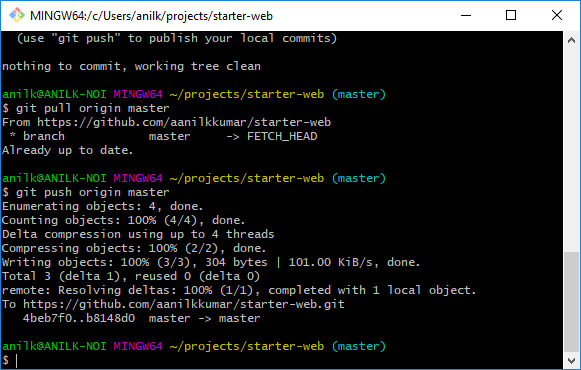 MINGW64:/c/Users/anilk/projects/starter-web
(use "git push" to publish your local commits)
nothing to commit, working tree clean
anilk@ANILK-NOI MINGW64 ~/projects/starter-web (master)
$ git pull origin master
From https://github.com/aanilkkumar/starter-web
* branch master -> FETCH_HEAD
Already up to date.
anilk@ANILK-NOI MINGW64 ~/projects/starter-web (master)
$ git push origin master
Enumerating objects: 4, done.
Counting objects: 100% (4/4), done.
Delta compression using up to 4 threads
Compressing objects: 100% (2/2), done.
Writing objects: 100% (3/3), 304 bytes | 101.00 KiB/s, done.
Total 3 (delta 1), reused 0 (delta 0)
remote: Resolving deltas: 100% (1/1), completed with 1 local object.
To https://github.com/aanilkkumar/starter-web.git
4beb7f0..b8148d0 master -> master
anilk@ANILK-NOI MINGW64 ~/projects/starter-web (master)
$